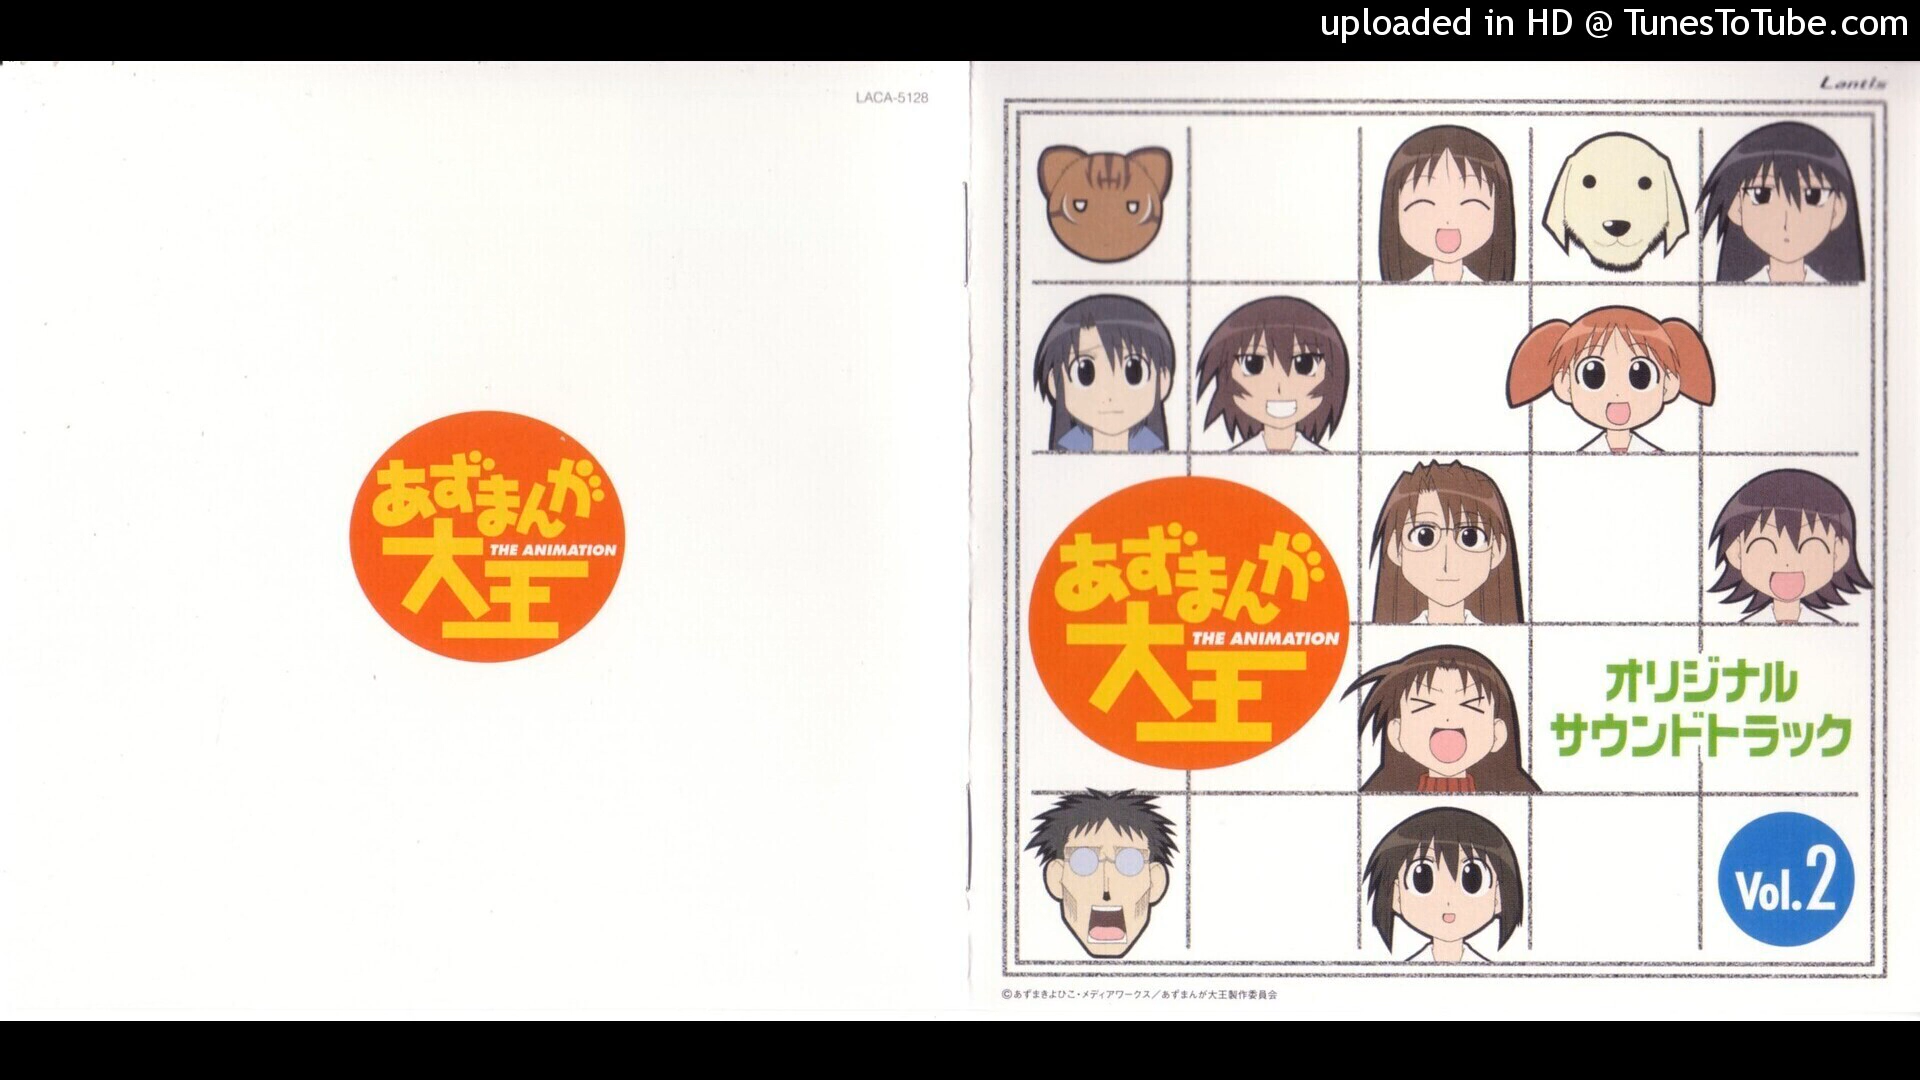 uploaded in HD @ TunesToTube.com
LACA-5128
あずまんが
THE ANIMATION
大王
Lantis
あずまんが
THE ANIMATION
大王
オリジナル
サウンドトラック
Vol.2
©あずまきよひこ・メディアワークス／あずまんが大王製作委員会